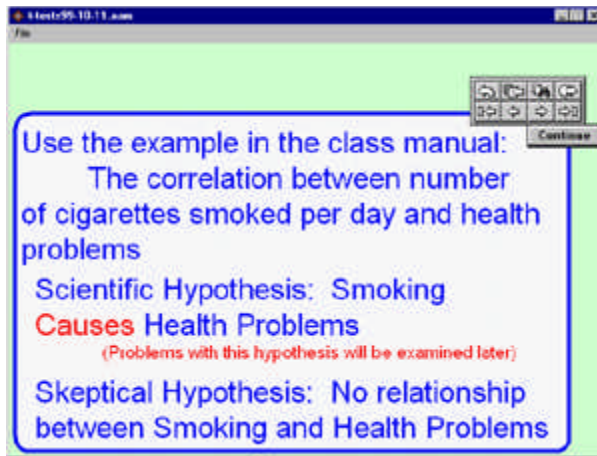 File
Continue
Use the example in the class manual:
The correlation between number
of cigarettes smoked per day and health
problems
Scientific Hypothesis: Smoking
Causes Health Problems
(Problems with this hypothesis will be examined later)
Skeptical Hypothesis: No relationship
between Smoking and Health Problems